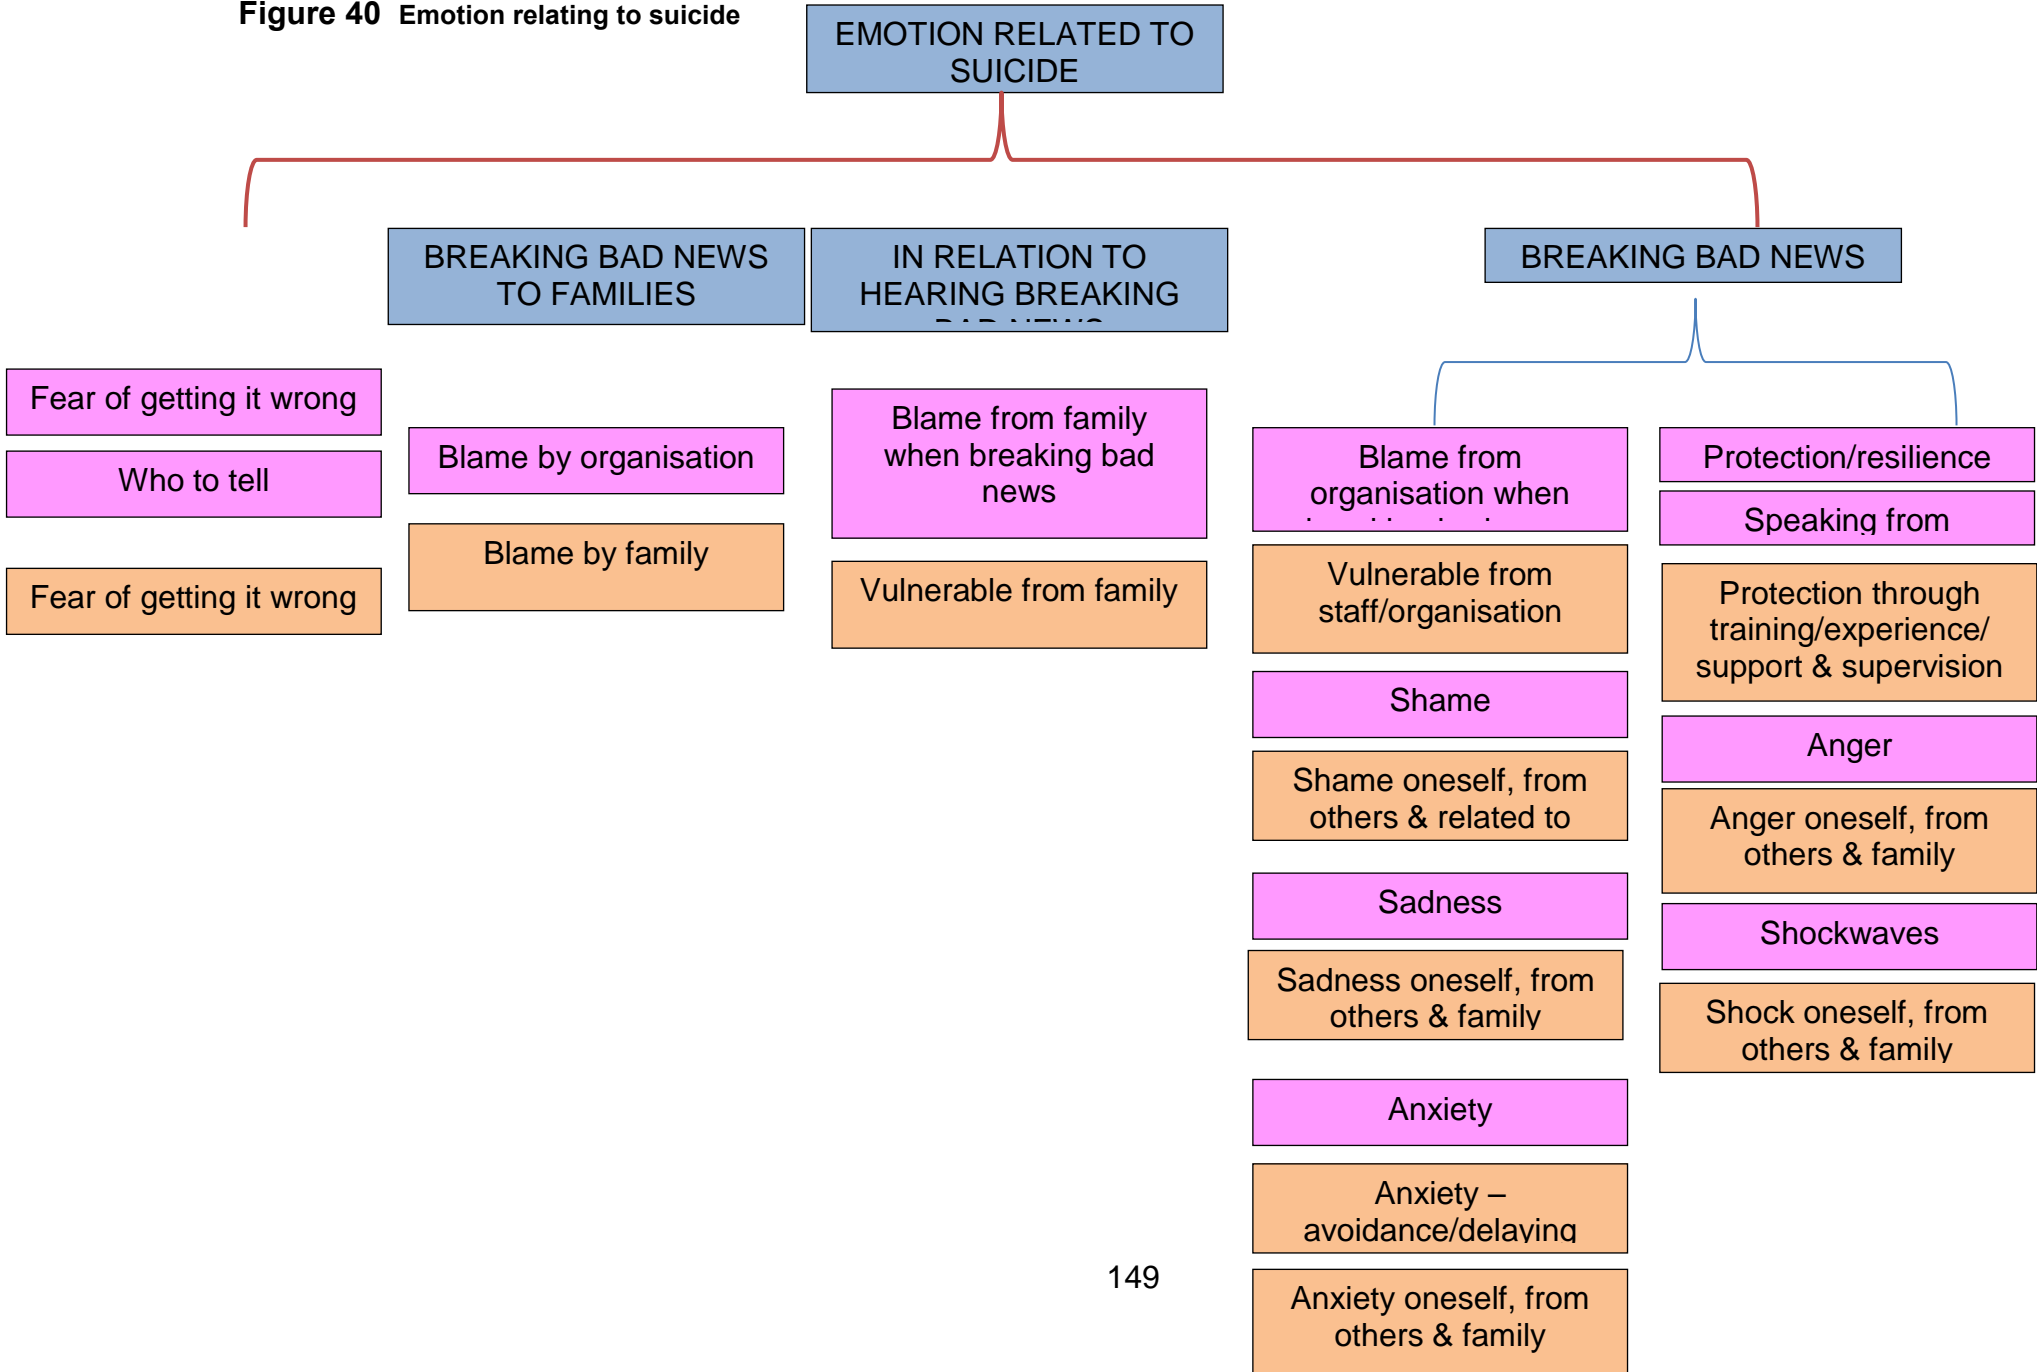 Figure 40 Emotion relating to suicide
EMOTION RELATED TO
SUICIDE
BREAKING BAD NEWS
TO FAMILIES
IN RELATION TO
HEARING BREAKING
BAD NEWS
BREAKING BAD NEWS
Fear of getting it wrong
Who to tell
Fear of getting it wrong
Blame by organisation
Blame by family
Blame from family
when breaking bad
news
Vulnerable from family
Blame from
organisation when
Vulnerable from
staff/organisation
Shame
Shame oneself, from
others & related to
Sadness
Sadness oneself, from
others & family
Anxiety
Anxiety –
avoidance/delaying
Anxiety oneself, from
others & family
Protection/resilience
Speaking from
Protection through
training/experience/
support & supervision
Anger
Anger oneself, from
others & family
Shockwaves
Shock oneself, from
others & family
149